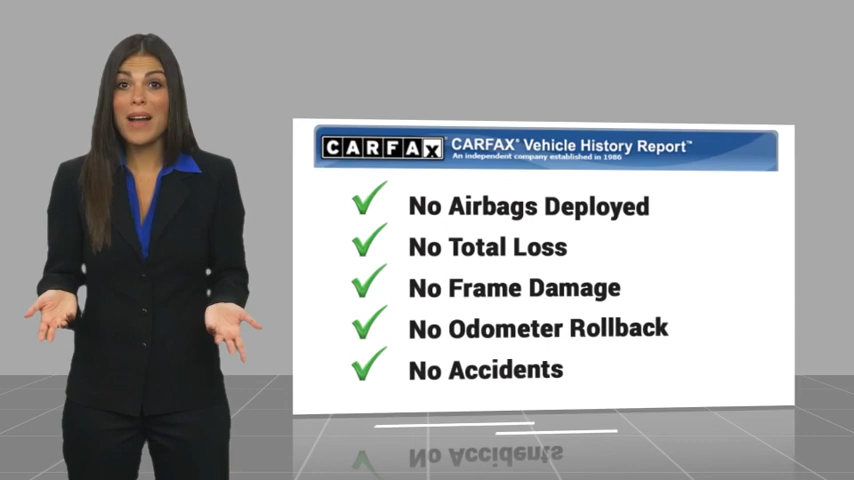 CARFAX CARFAX® Vehicle History Report™
An independent company established in 1986
No Airbags Deployed
No Total Loss
No Frame Damage
No Odometer Rollback
No Accidents
No Accidents